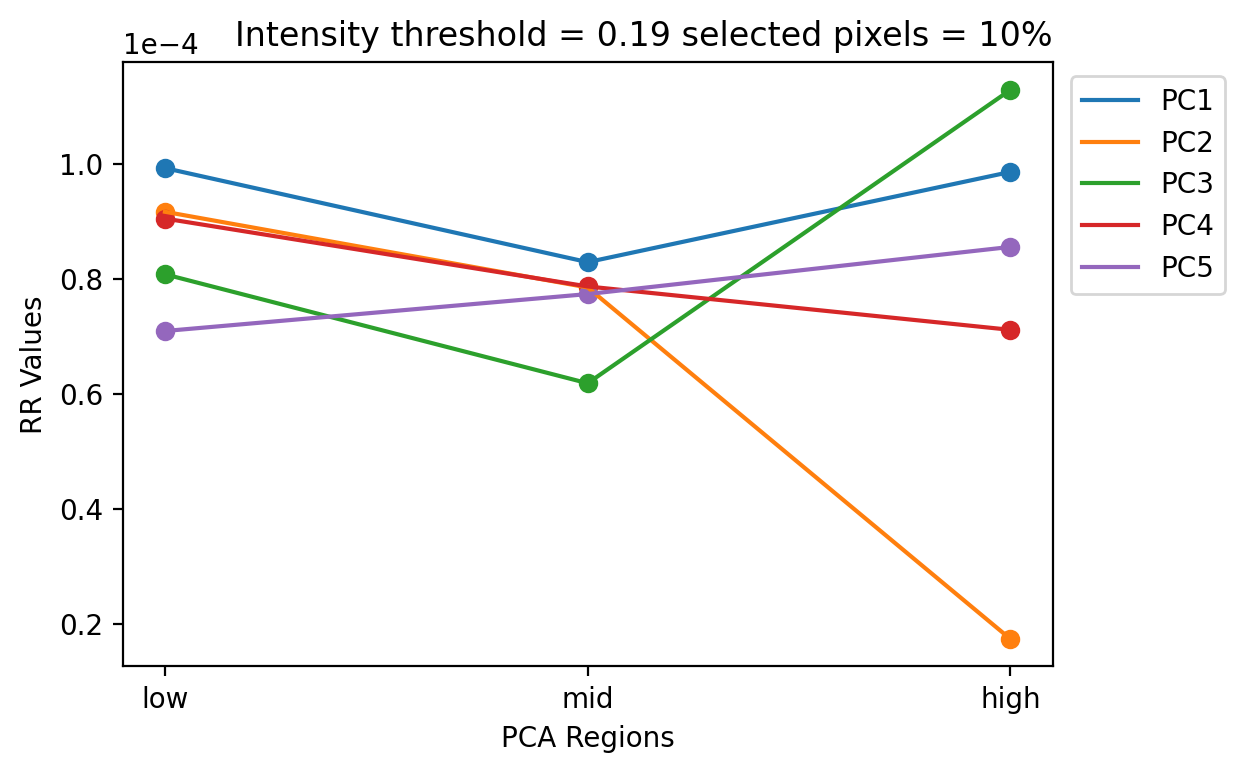 Intensity threshold = 0.19 selected pixels = 10%
1e−4
1.0
0.8
0.6
0.4
0.2
RR Values
low
mid
high
PCA Regions
PC1
PC2
PC3
PC4
PC5